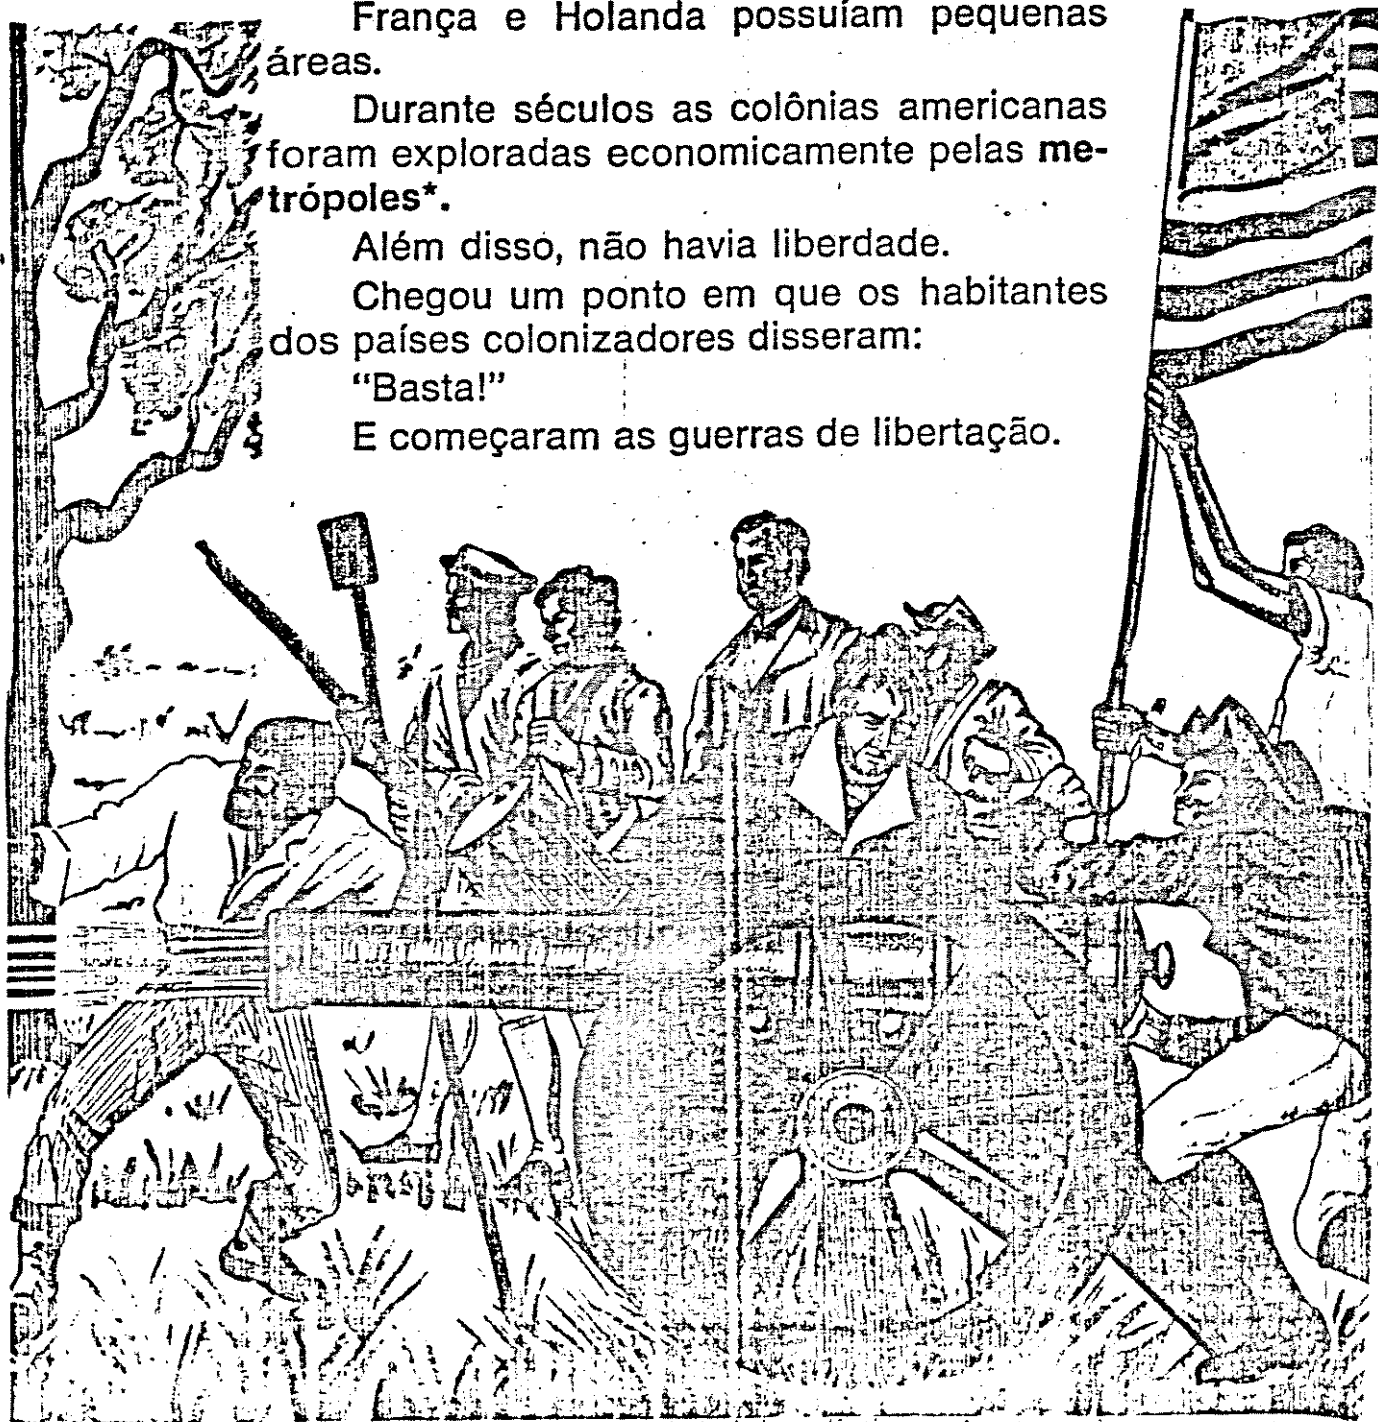 França e Holanda possuíam pequenas
áreas.
Durante séculos as colônias americanas
foram exploradas economicamente pelas me-
trópoles*.
Além disso, não havia liberdade.
Chegou um ponto em que os habitantes
dos países colonizadores disseram:
"Basta!"
E começaram as guerras de libertação.